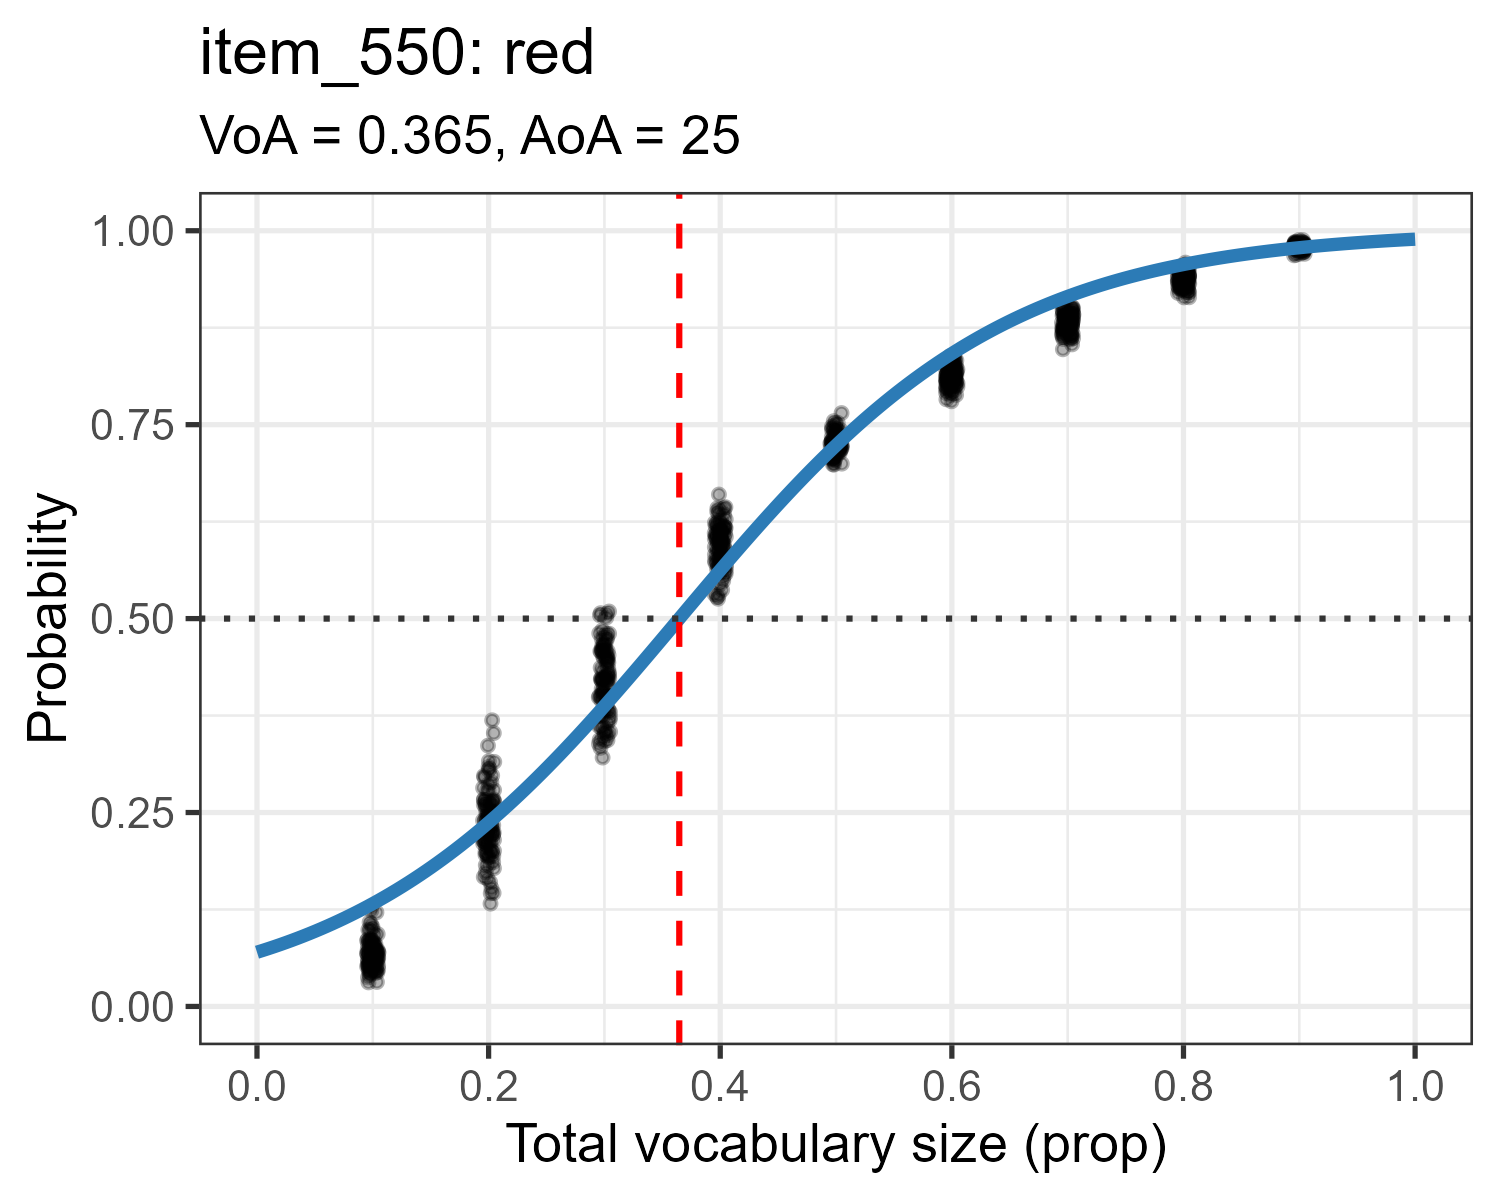 item_550: red
VoA = 0.365, AoA = 25
1.00
0.75
0.50
0.25
0.00
Probability
0.0 0.2 0.4 0.6 0.8 1.0
Total vocabulary size (prop)